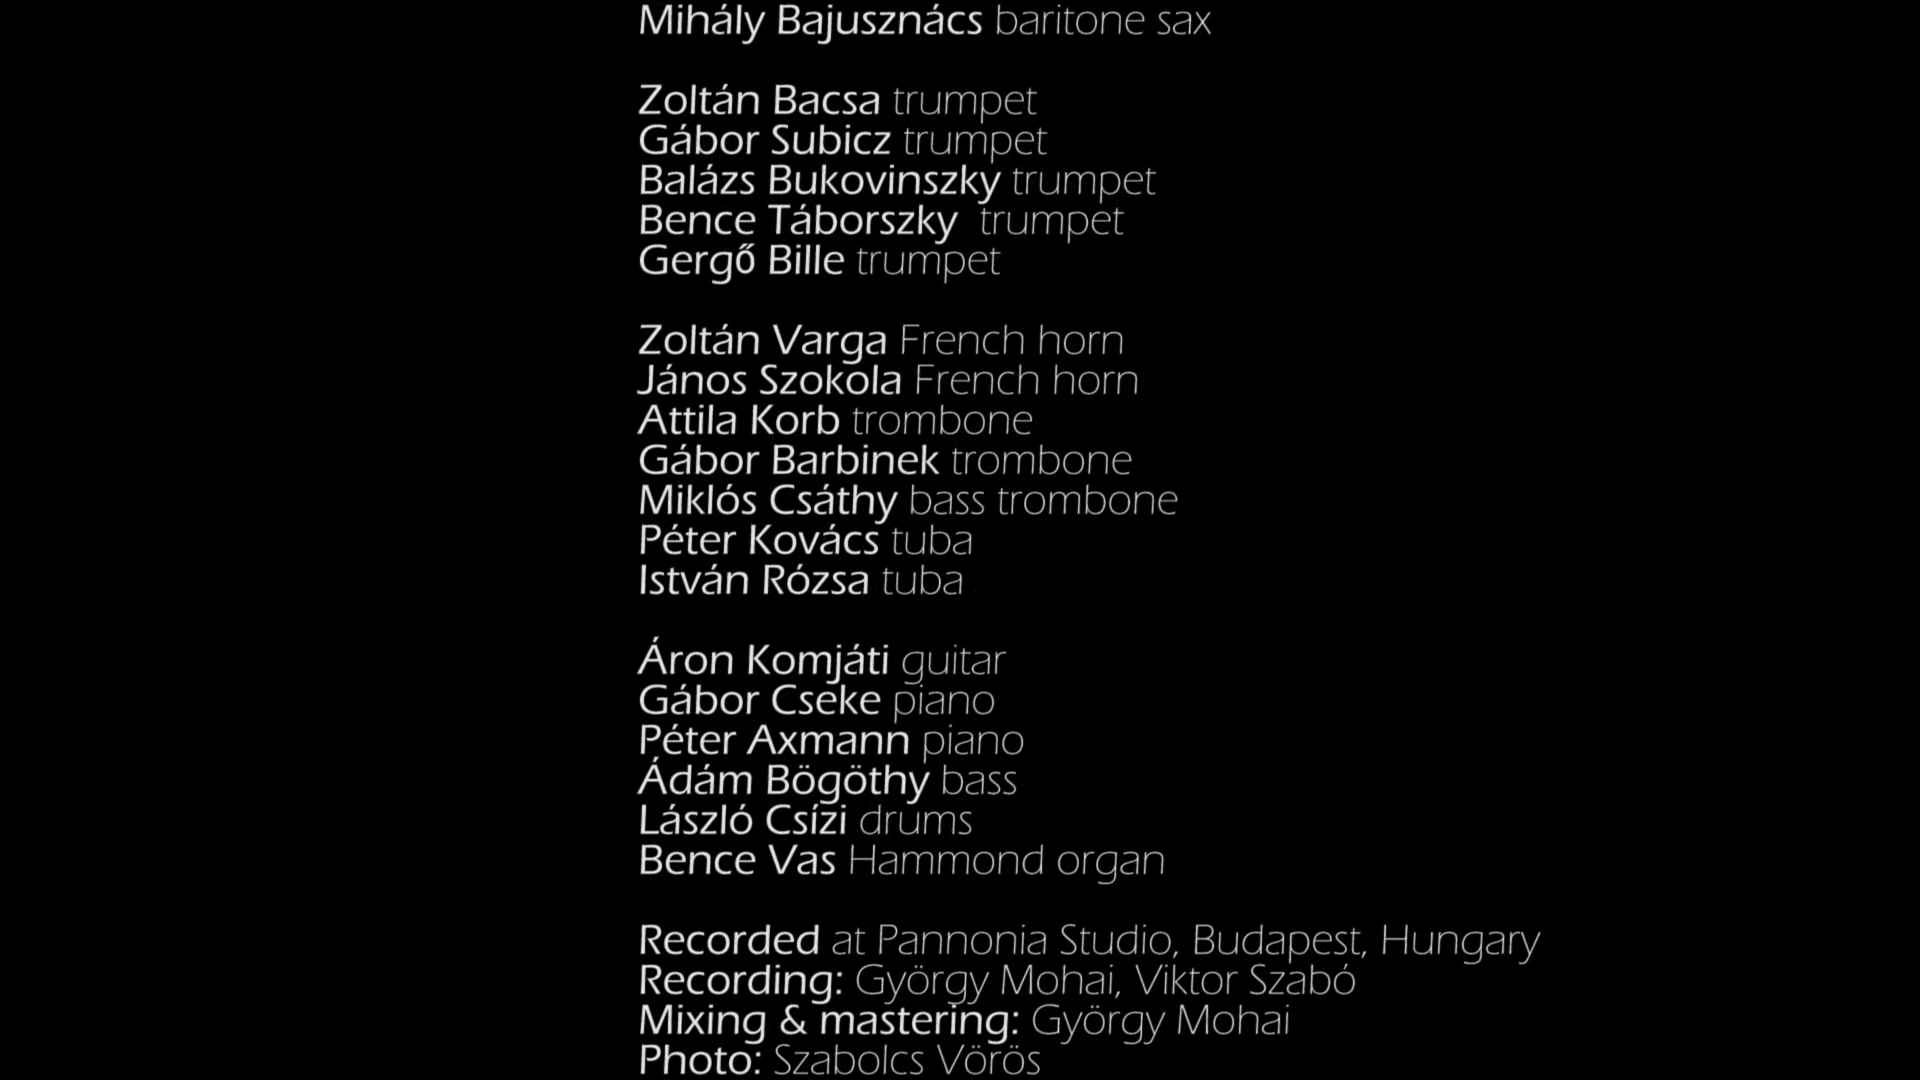 Mihály Bajusznács baritone sax
Zoltán Bacsa trumpet
Gábor Subicz trumpet
Balázs Bukovinszky trumpet
Bence Táborszky trumpet
Gergő Bille trumpet
Zoltán Varga French horn
János Szokola French horn
Attila Korb trombone
Gábor Barbinek trombone
Miklós Csáthy bass trombone
Péter Kovács tuba
István Rózsa tuba
Áron Komjáti guitar
Gábor Cseke piano
Péter Axmann piano
Ádám Bögöthy bass
László Csízi drums
Bence Vas Hammond organ
Recorded at Pannonia Studio, Budapest, Hungary
Recording: György Mohai, Viktor Szabó
Mixing & mastering: György Mohai
Photo: Szabolcs Vörös